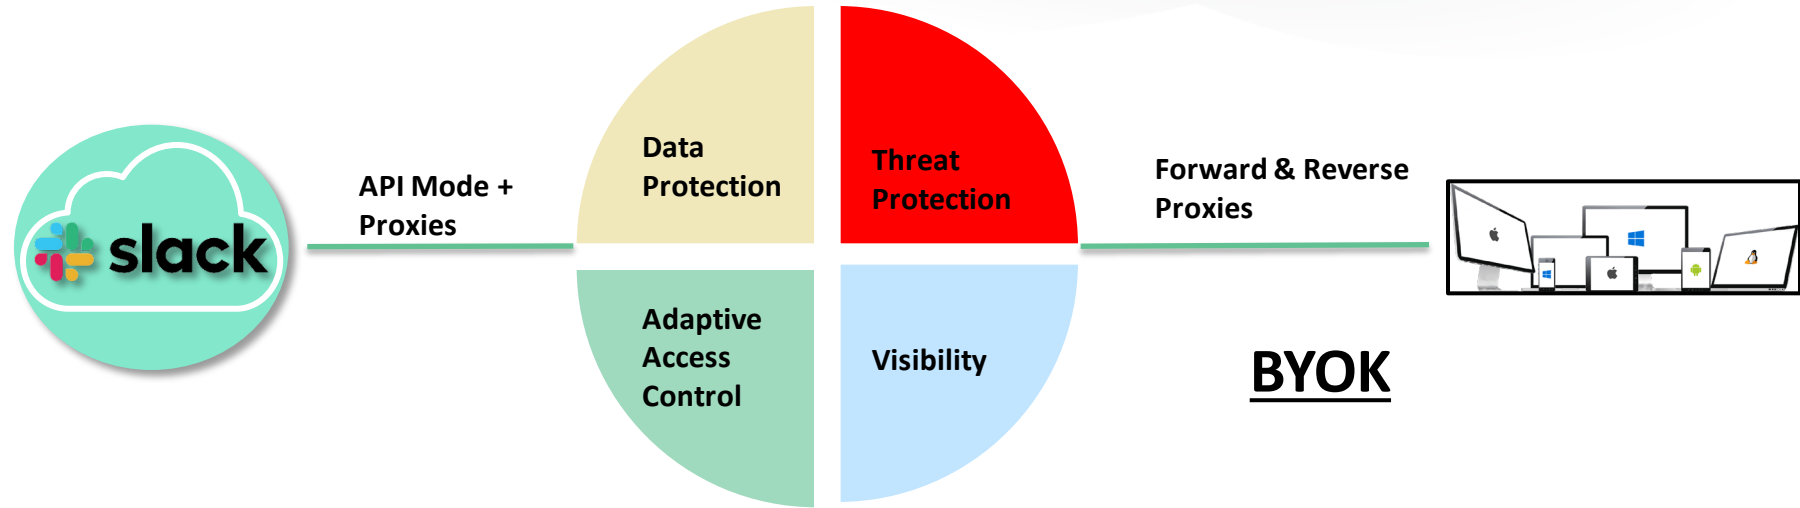 slack
API Mode +
Proxies
Data
Protection
Threat
Protection
Adaptive
Access
Control
Visibility
Forward & Reverse
Proxies
BYOK